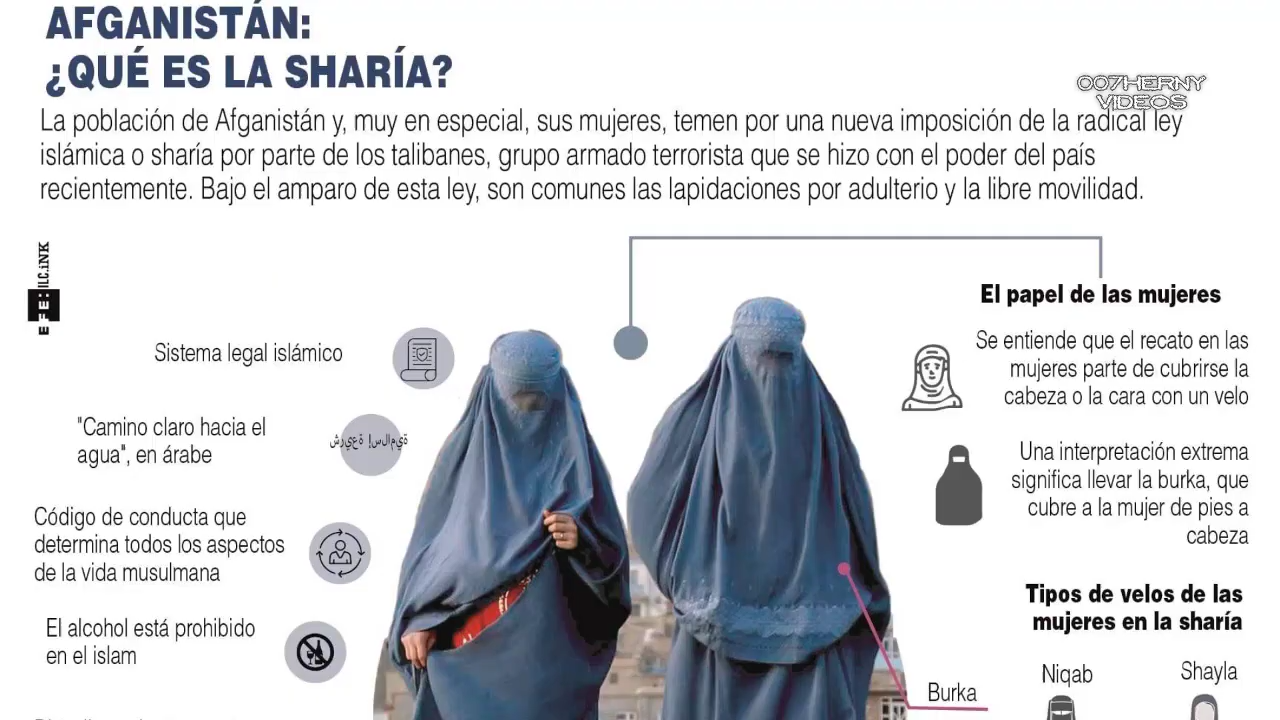 AFGANISTÁN:
¿QUÉ ES LA SHARÍA?
007HERNY
VIDEOS
La población de Afganistán y, muy en especial, sus mujeres, temen por una nueva imposición de la radical ley
islámica o sharía por parte de los talibanes, grupo armado terrorista que se hizo con el poder del país
recientemente. Bajo el amparo de esta ley, son comunes las lapidaciones por adulterio y la libre movilidad.
EFE: ILC.iNK
Sistema legal islámico
"Camino claro hacia el
agua", en árabe
Código de conducta que
determina todos los aspectos
de la vida musulmana
El alcohol está prohibido
en el islam
El papel de las mujeres
Se entiende que el recato en las
mujeres parte de cubrirse la
cabeza o la cara con un velo
Una interpretación extrema
significa llevar la burka, que
cubre a la mujer de pies a
cabeza
Tipos de velos de las
mujeres en la sharía
Niqab
Shayla
Burka